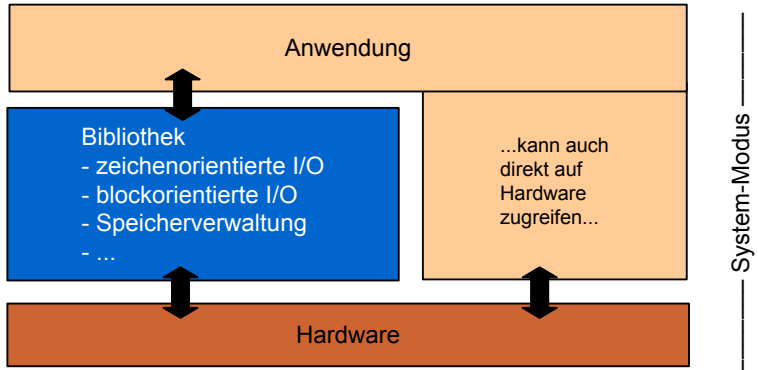 Anwendung
Bibliothek
- zeichenorientierte I/O
- blockorientierte I/O
- Speicherverwaltung
- ...
...kann auch
direkt auf
Hardware
zugreifen...
Hardware
System-Modus